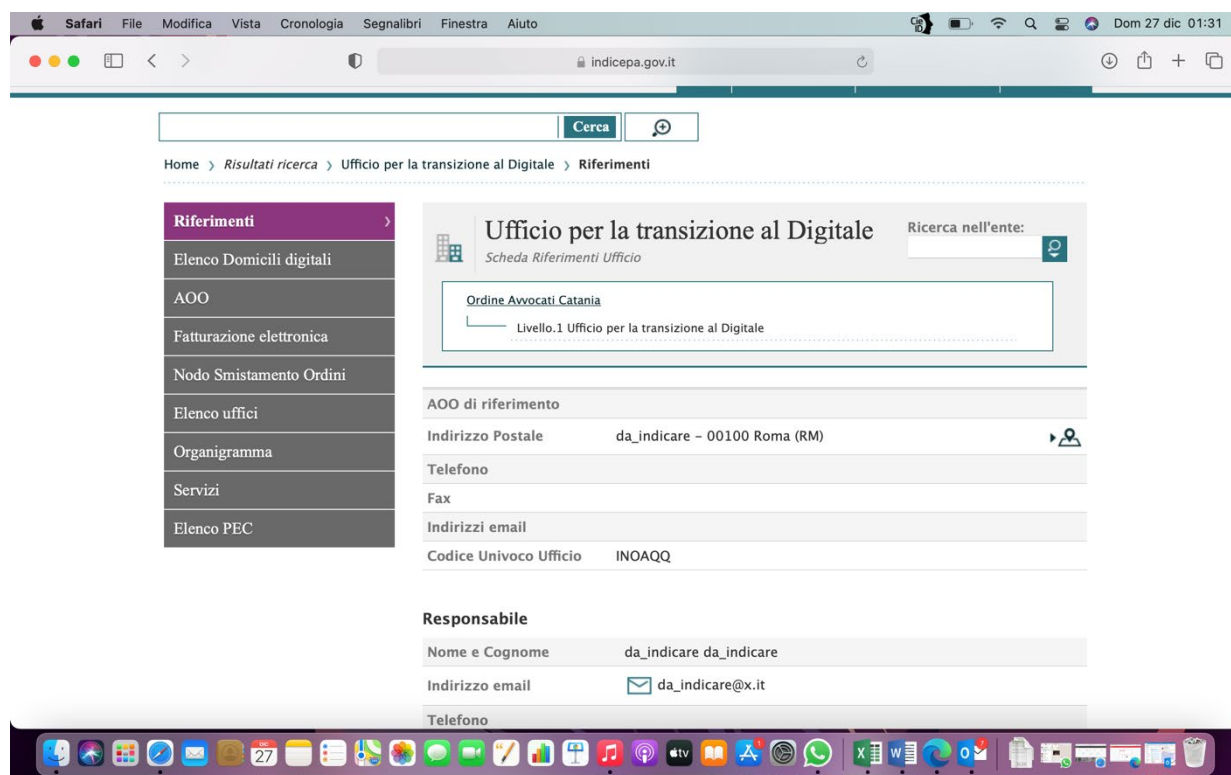 Safari File Modifica Vista Cronologia Segnalibri Finestra Aiuto Dom 27 dic 01:31
indicepa.gov.it
Cerca
Home > Risultati ricerca > Ufficio per la transizione al Digitale > Riferimenti
Riferimenti
Elenco Domicili digitali
AOO
Fatturazione elettronica
Nodo Smistamento Ordini
Elenco uffici
Organigramma
Servizi
Elenco PEC
Ufficio per la transizione al Digitale
Scheda Riferimenti Ufficio
Ricerca nell'ente:
Ordine Avvocati Catania
Livello.1 Ufficio per la transizione al Digitale
AOO di riferimento
Indirizzo Postale da_indicare – 00100 Roma (RM)
Telefono
Fax
Indirizzi email
Codice Univoco Ufficio INOAQQ
Responsabile
Nome e Cognome da_indicare da_indicare
Indirizzo email da_indicare@x.it
Telefono
DIC
27
tv